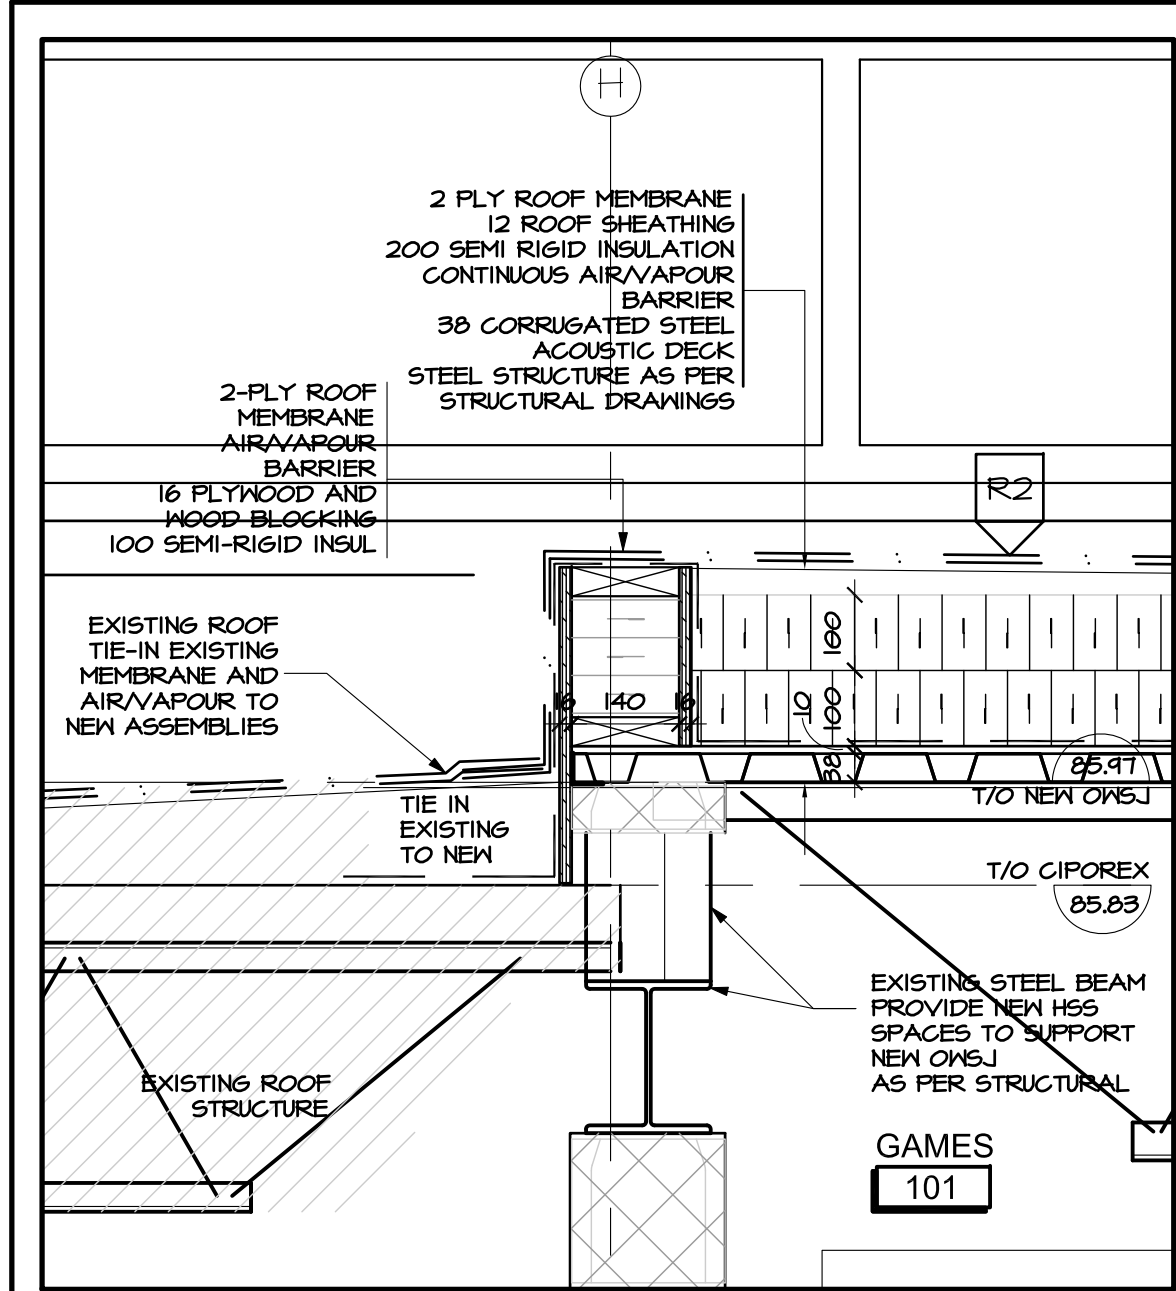 H
2 PLY ROOF MEMBRANE
12 ROOF SHEATHING
200 SEMI RIGID INSULATION
CONTINUOUS AIR/VAPOUR
BARRIER
38 CORRUGATED STEEL
ACOUSTIC DECK
STEEL STRUCTURE AS PER
STRUCTURAL DRAWINGS
2-PLY ROOF
MEMBRANE
AIR/VAPOUR
BARRIER
16 PLYWOOD AND
WOOD BLOCKING
100 SEMI-RIGID INSUL
R2
EXISTING ROOF
TIE-IN EXISTING
MEMBRANE AND
AIR/VAPOUR TO
NEW ASSEMBLIES
16 140 16
100
100
10
38
85.97
T/O NEW OWSJ
TIE IN
EXISTING
TO NEW
T/O CIPOREX
85.83
EXISTING STEEL BEAM
PROVIDE NEW HSS
SPACES TO SUPPORT
NEW OWSJ
AS PER STRUCTURAL
EXISTING ROOF
STRUCTURE
GAMES
101